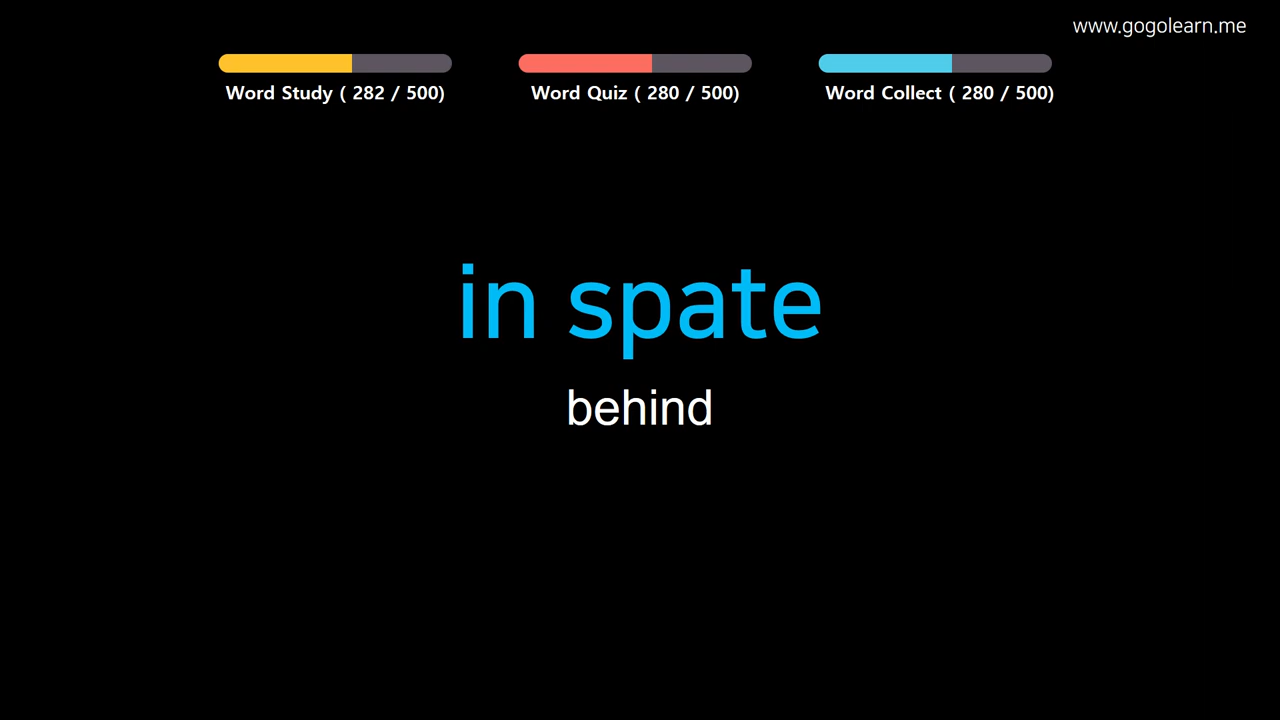 www.gogolearn.me
Word Study ( 282 / 500)
Word Quiz ( 280 / 500)
Word Collect ( 280 / 500)
in spate
behind